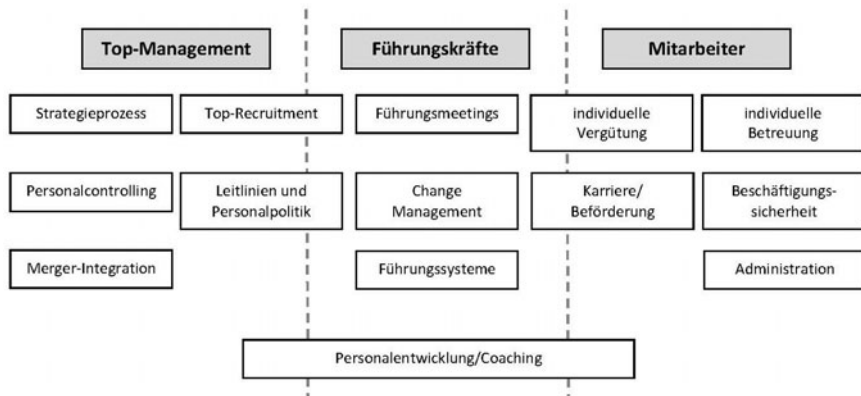 Top-Management
Führungskräfte
Mitarbeiter
Strategieprozess
Top-Recruitment
Führungsmeetings
individuelle
Vergütung
individuelle
Betreuung
Personalcontrolling
Leitlinien und
Personalpolitik
Change
Management
Karriere/
Beförderung
Beschäftigungs-
sicherheit
Merger-Integration
Führungssysteme
Administration
Personalentwicklung/Coaching